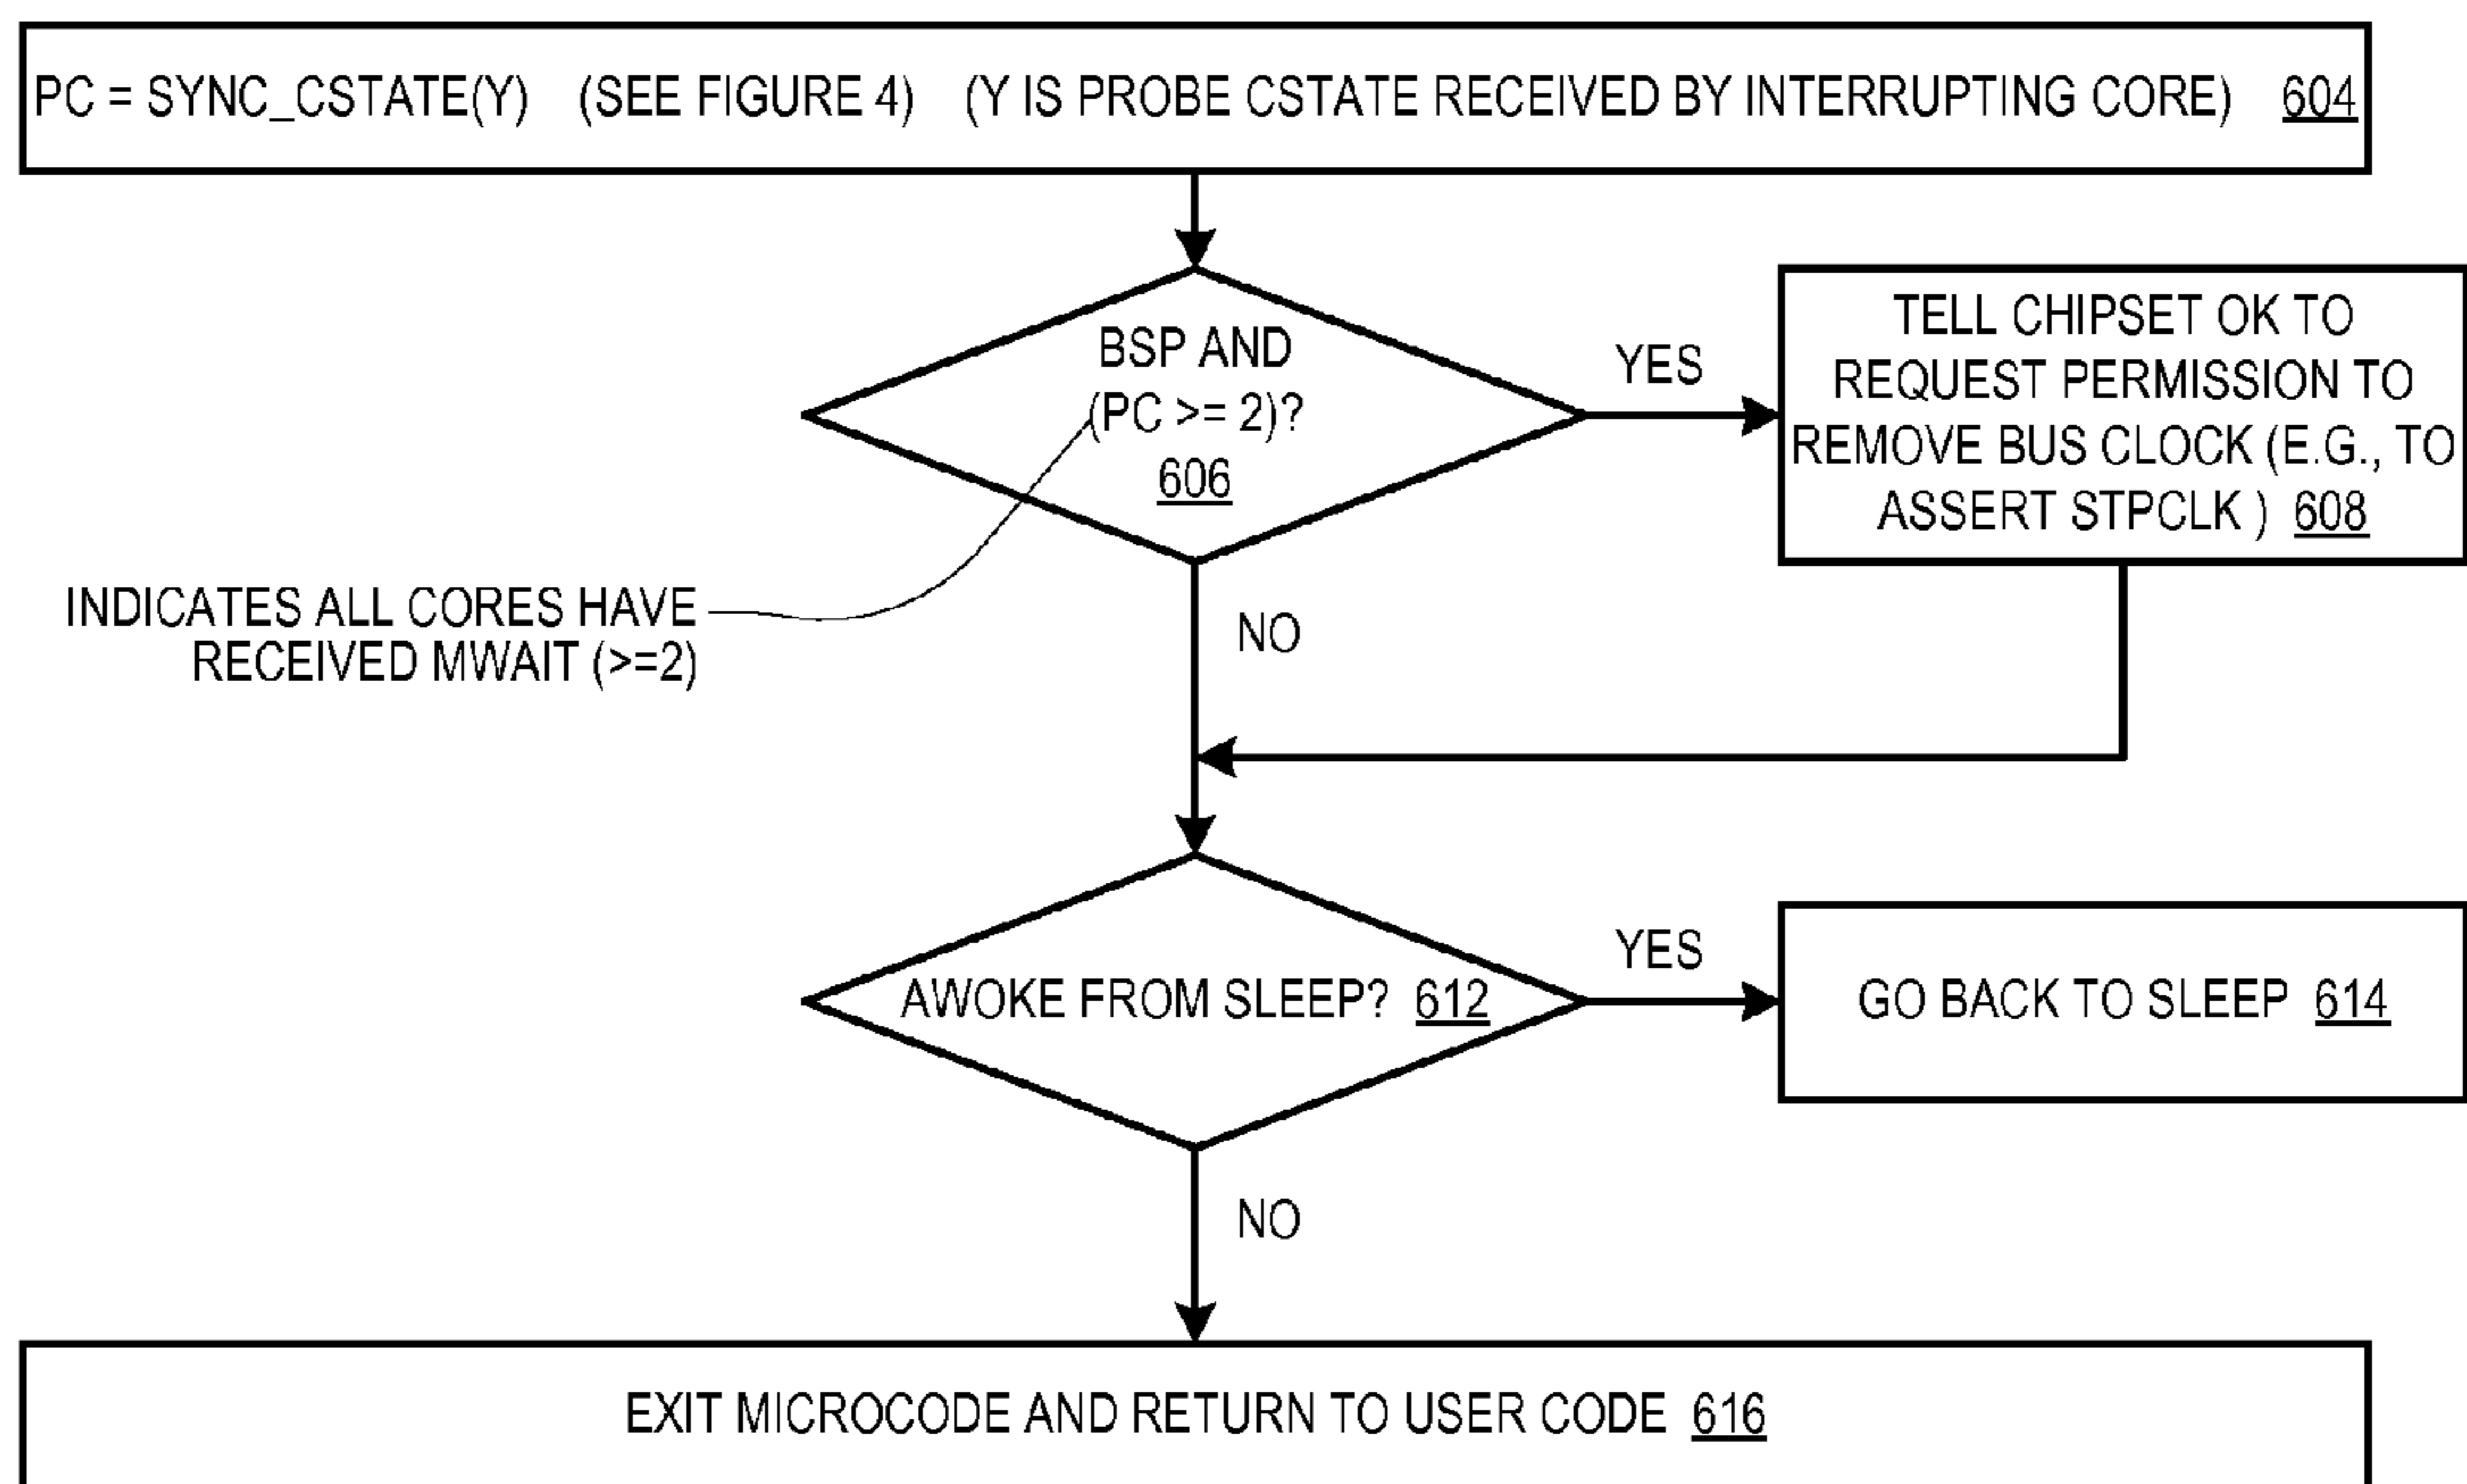 PC = SYNC_CSTATE(Y) (SEE FIGURE 4) (Y IS PROBE CSTATE RECEIVED BY INTERRUPTING CORE) 604
BSP AND
(PC >= 2)?
606
YES
TELL CHIPSET OK TO
REQUEST PERMISSION TO
REMOVE BUS CLOCK (E.G., TO
ASSERT STPCLK ) 608
INDICATES ALL CORES HAVE
RECEIVED MWAIT (>=2)
NO
AWOKE FROM SLEEP? 612
YES
GO BACK TO SLEEP 614
NO
EXIT MICROCODE AND RETURN TO USER CODE 616